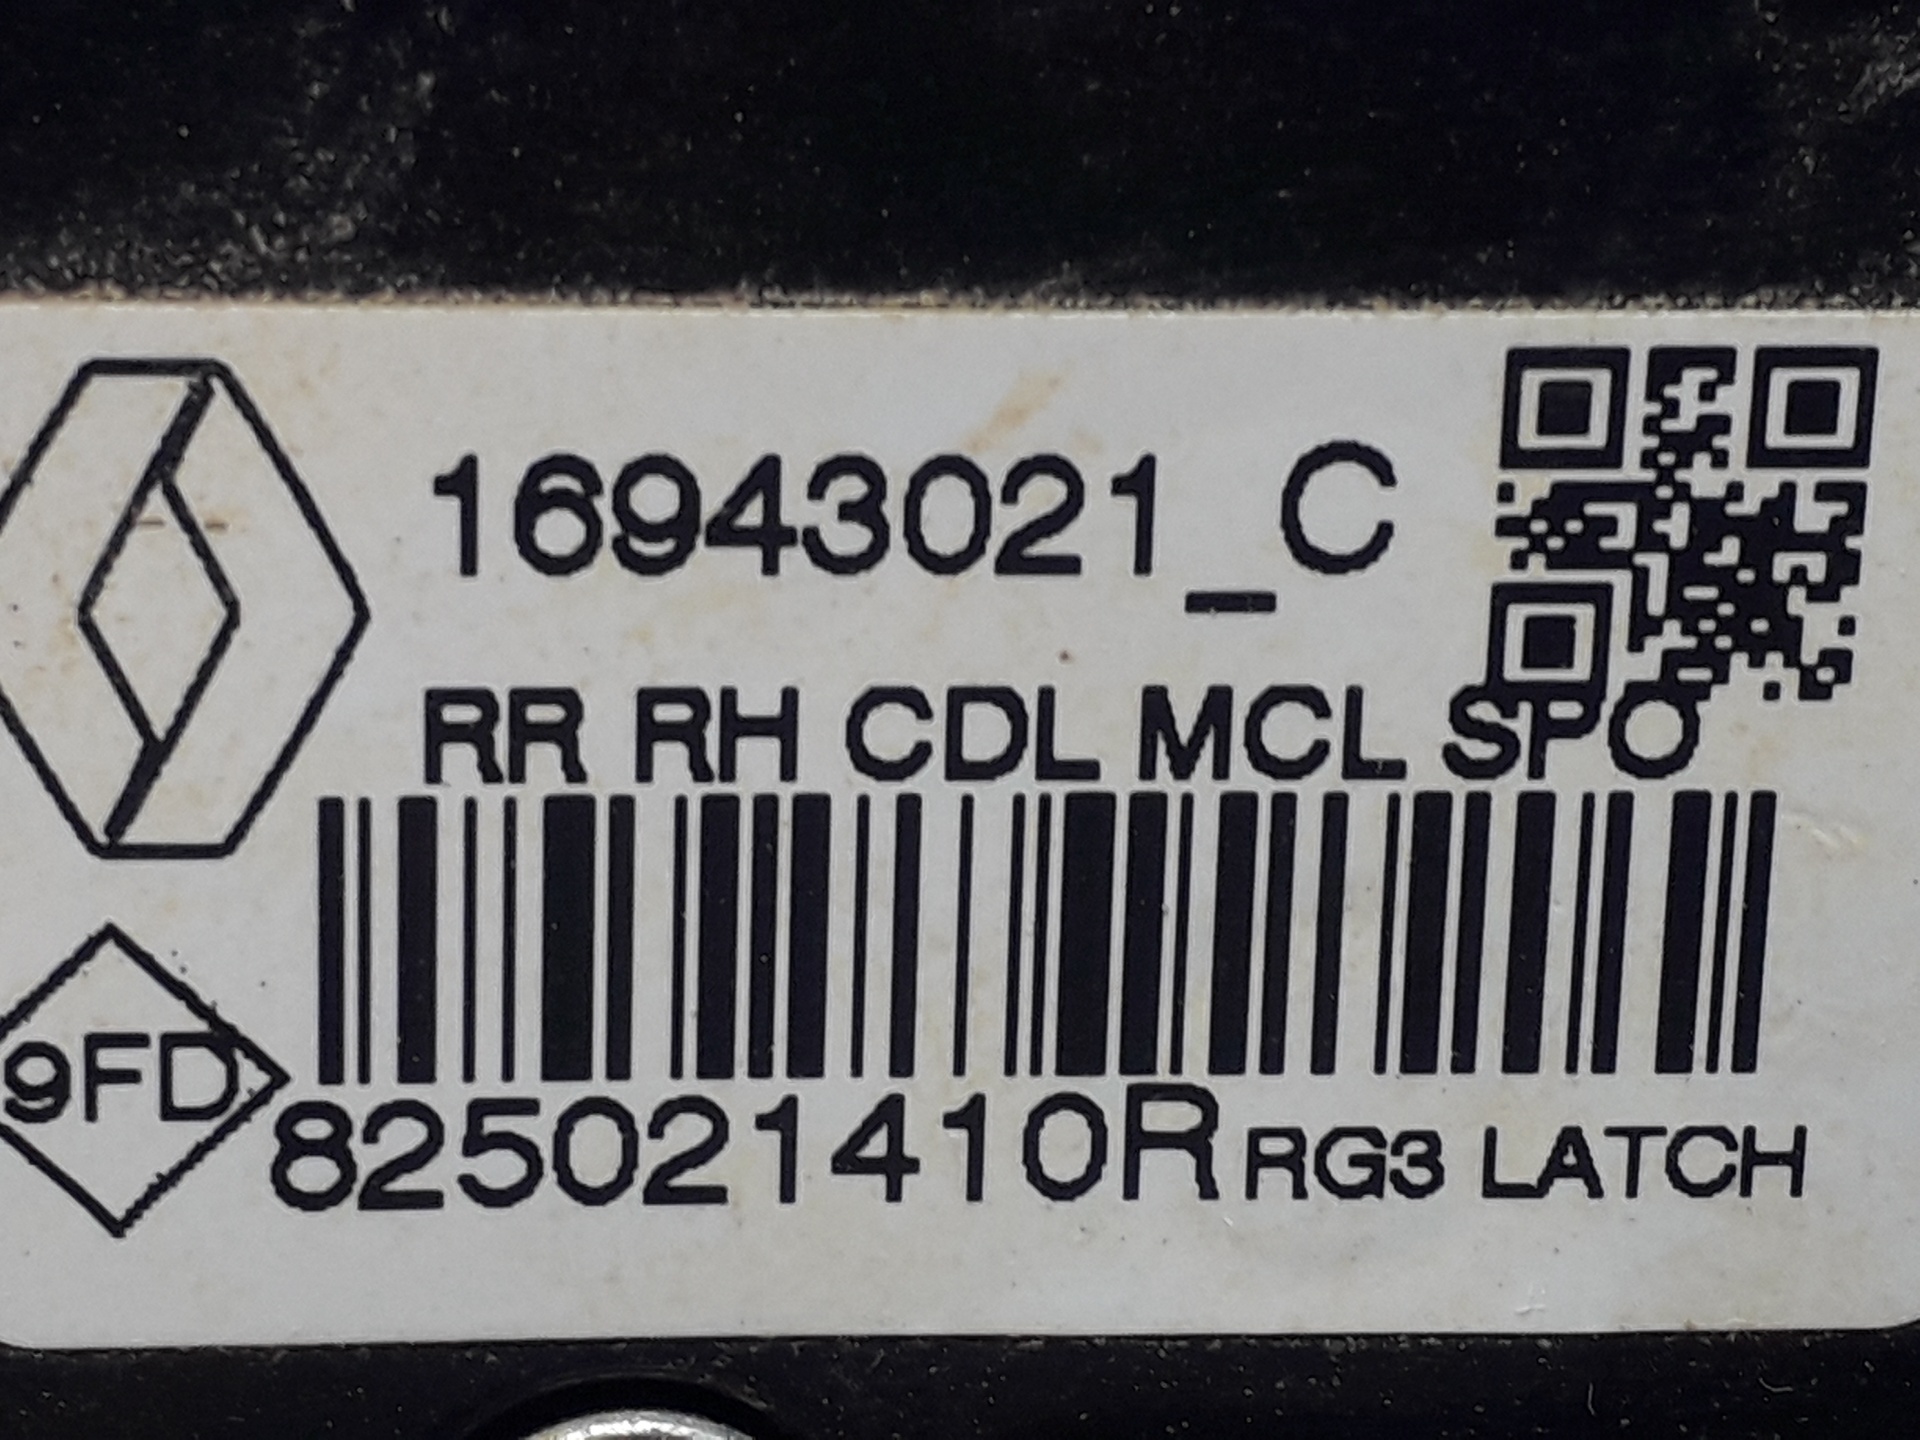 16943021_C
RR RH CDL MCL SPO
9FD
825021410R RG3 LATCH